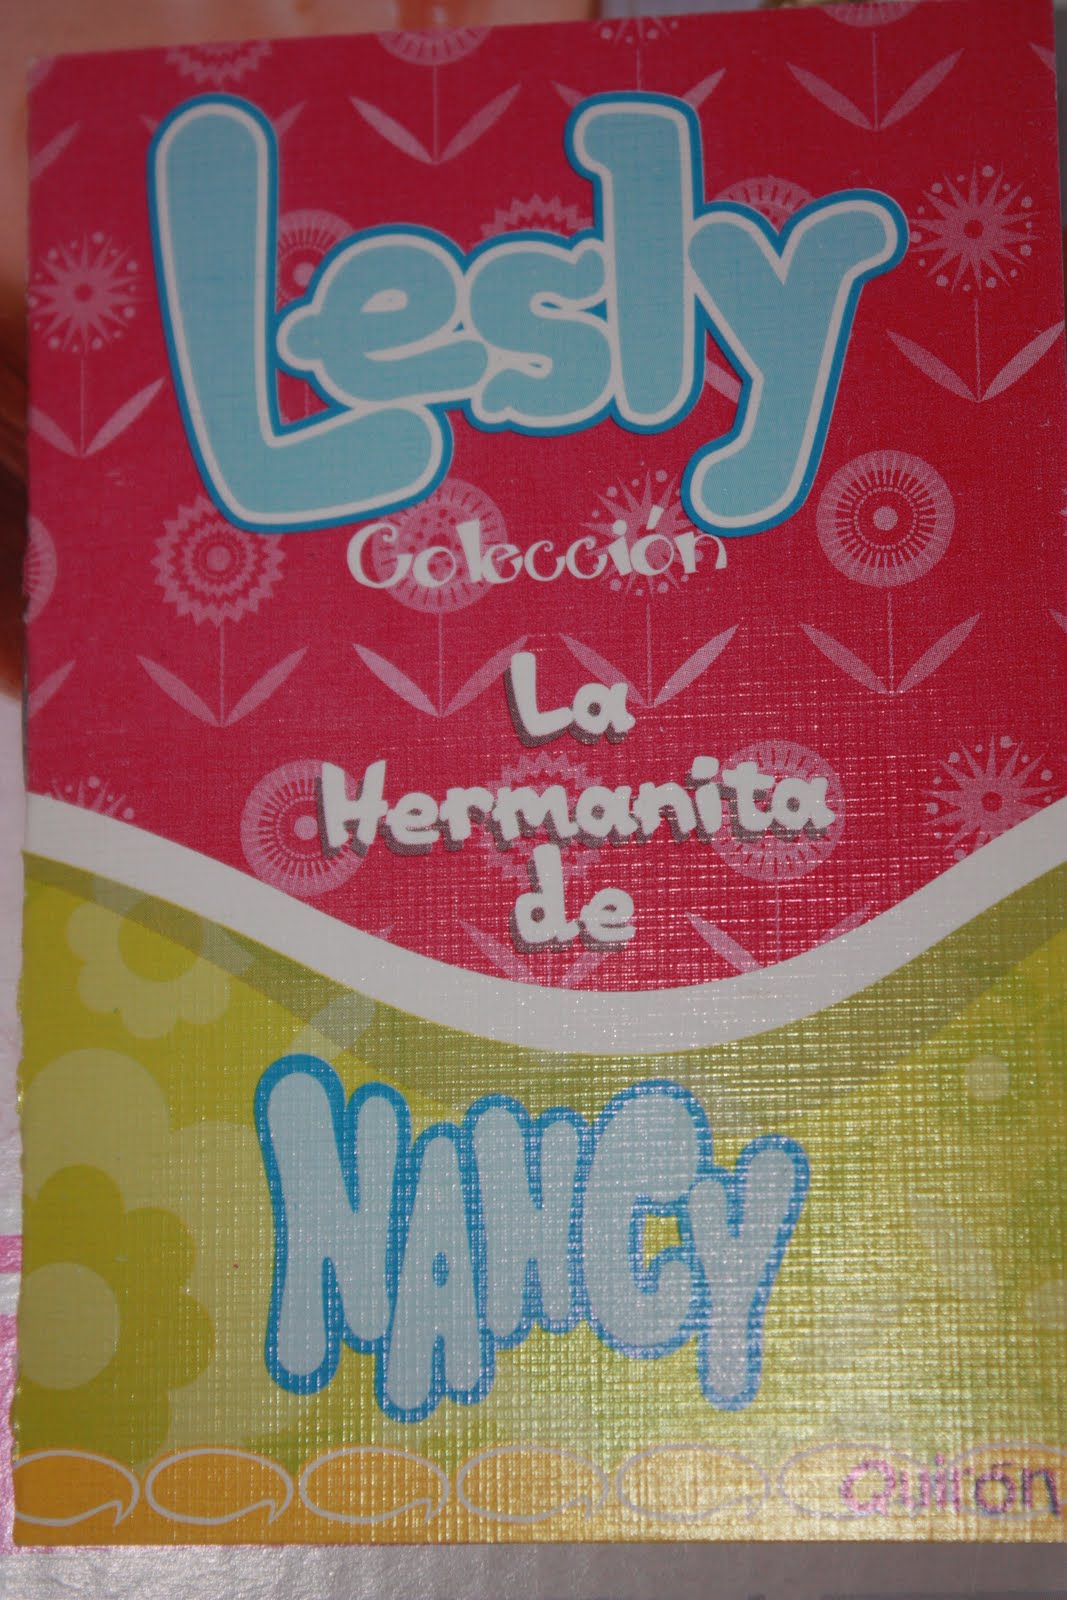 Lesly
Colección
La
Hermanita
de
NANCY
Quirón